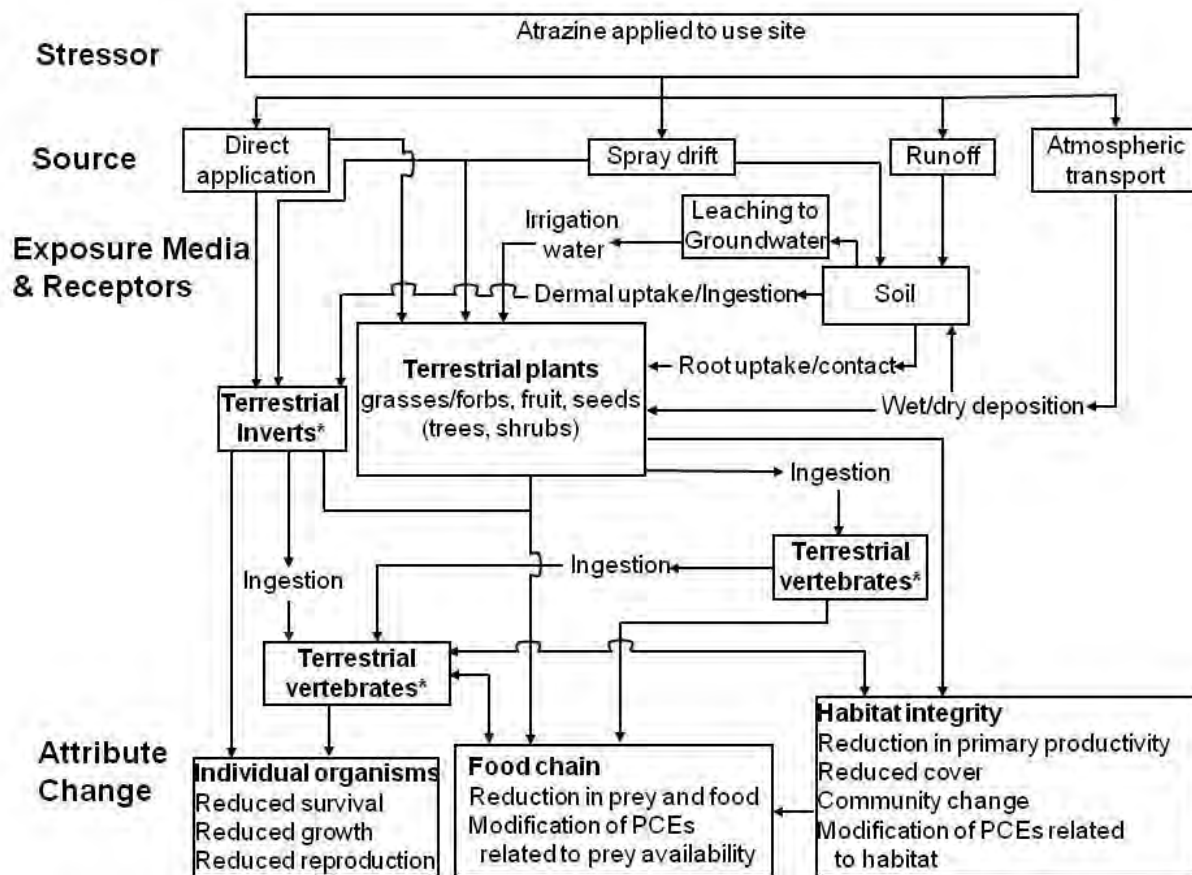 Stressor
Atrazine applied to use site
Source
Direct
application
Spray drift
Runoff
Atmospheric
transport
Exposure Media
& Receptors
Irrigation
water
Leaching to
Groundwater
Dermal uptake/Ingestion
Soil
Terrestrial plants
grasses/forbs, fruit, seeds
(trees, shrubs)
Root uptake/contact
Wet/dry deposition
Terrestrial
Inverts*
Ingestion
Terrestrial
vertebrates*
Ingestion
Ingestion
Terrestrial
vertebrates*
Attribute
Change
Individual organisms
Reduced survival
Reduced growth
Reduced reproduction
Food chain
Reduction in prey and food
Modification of PCEs
related to prey availability
Habitat integrity
Reduction in primary productivity
Reduced cover
Community change
Modification of PCEs related
to habitat